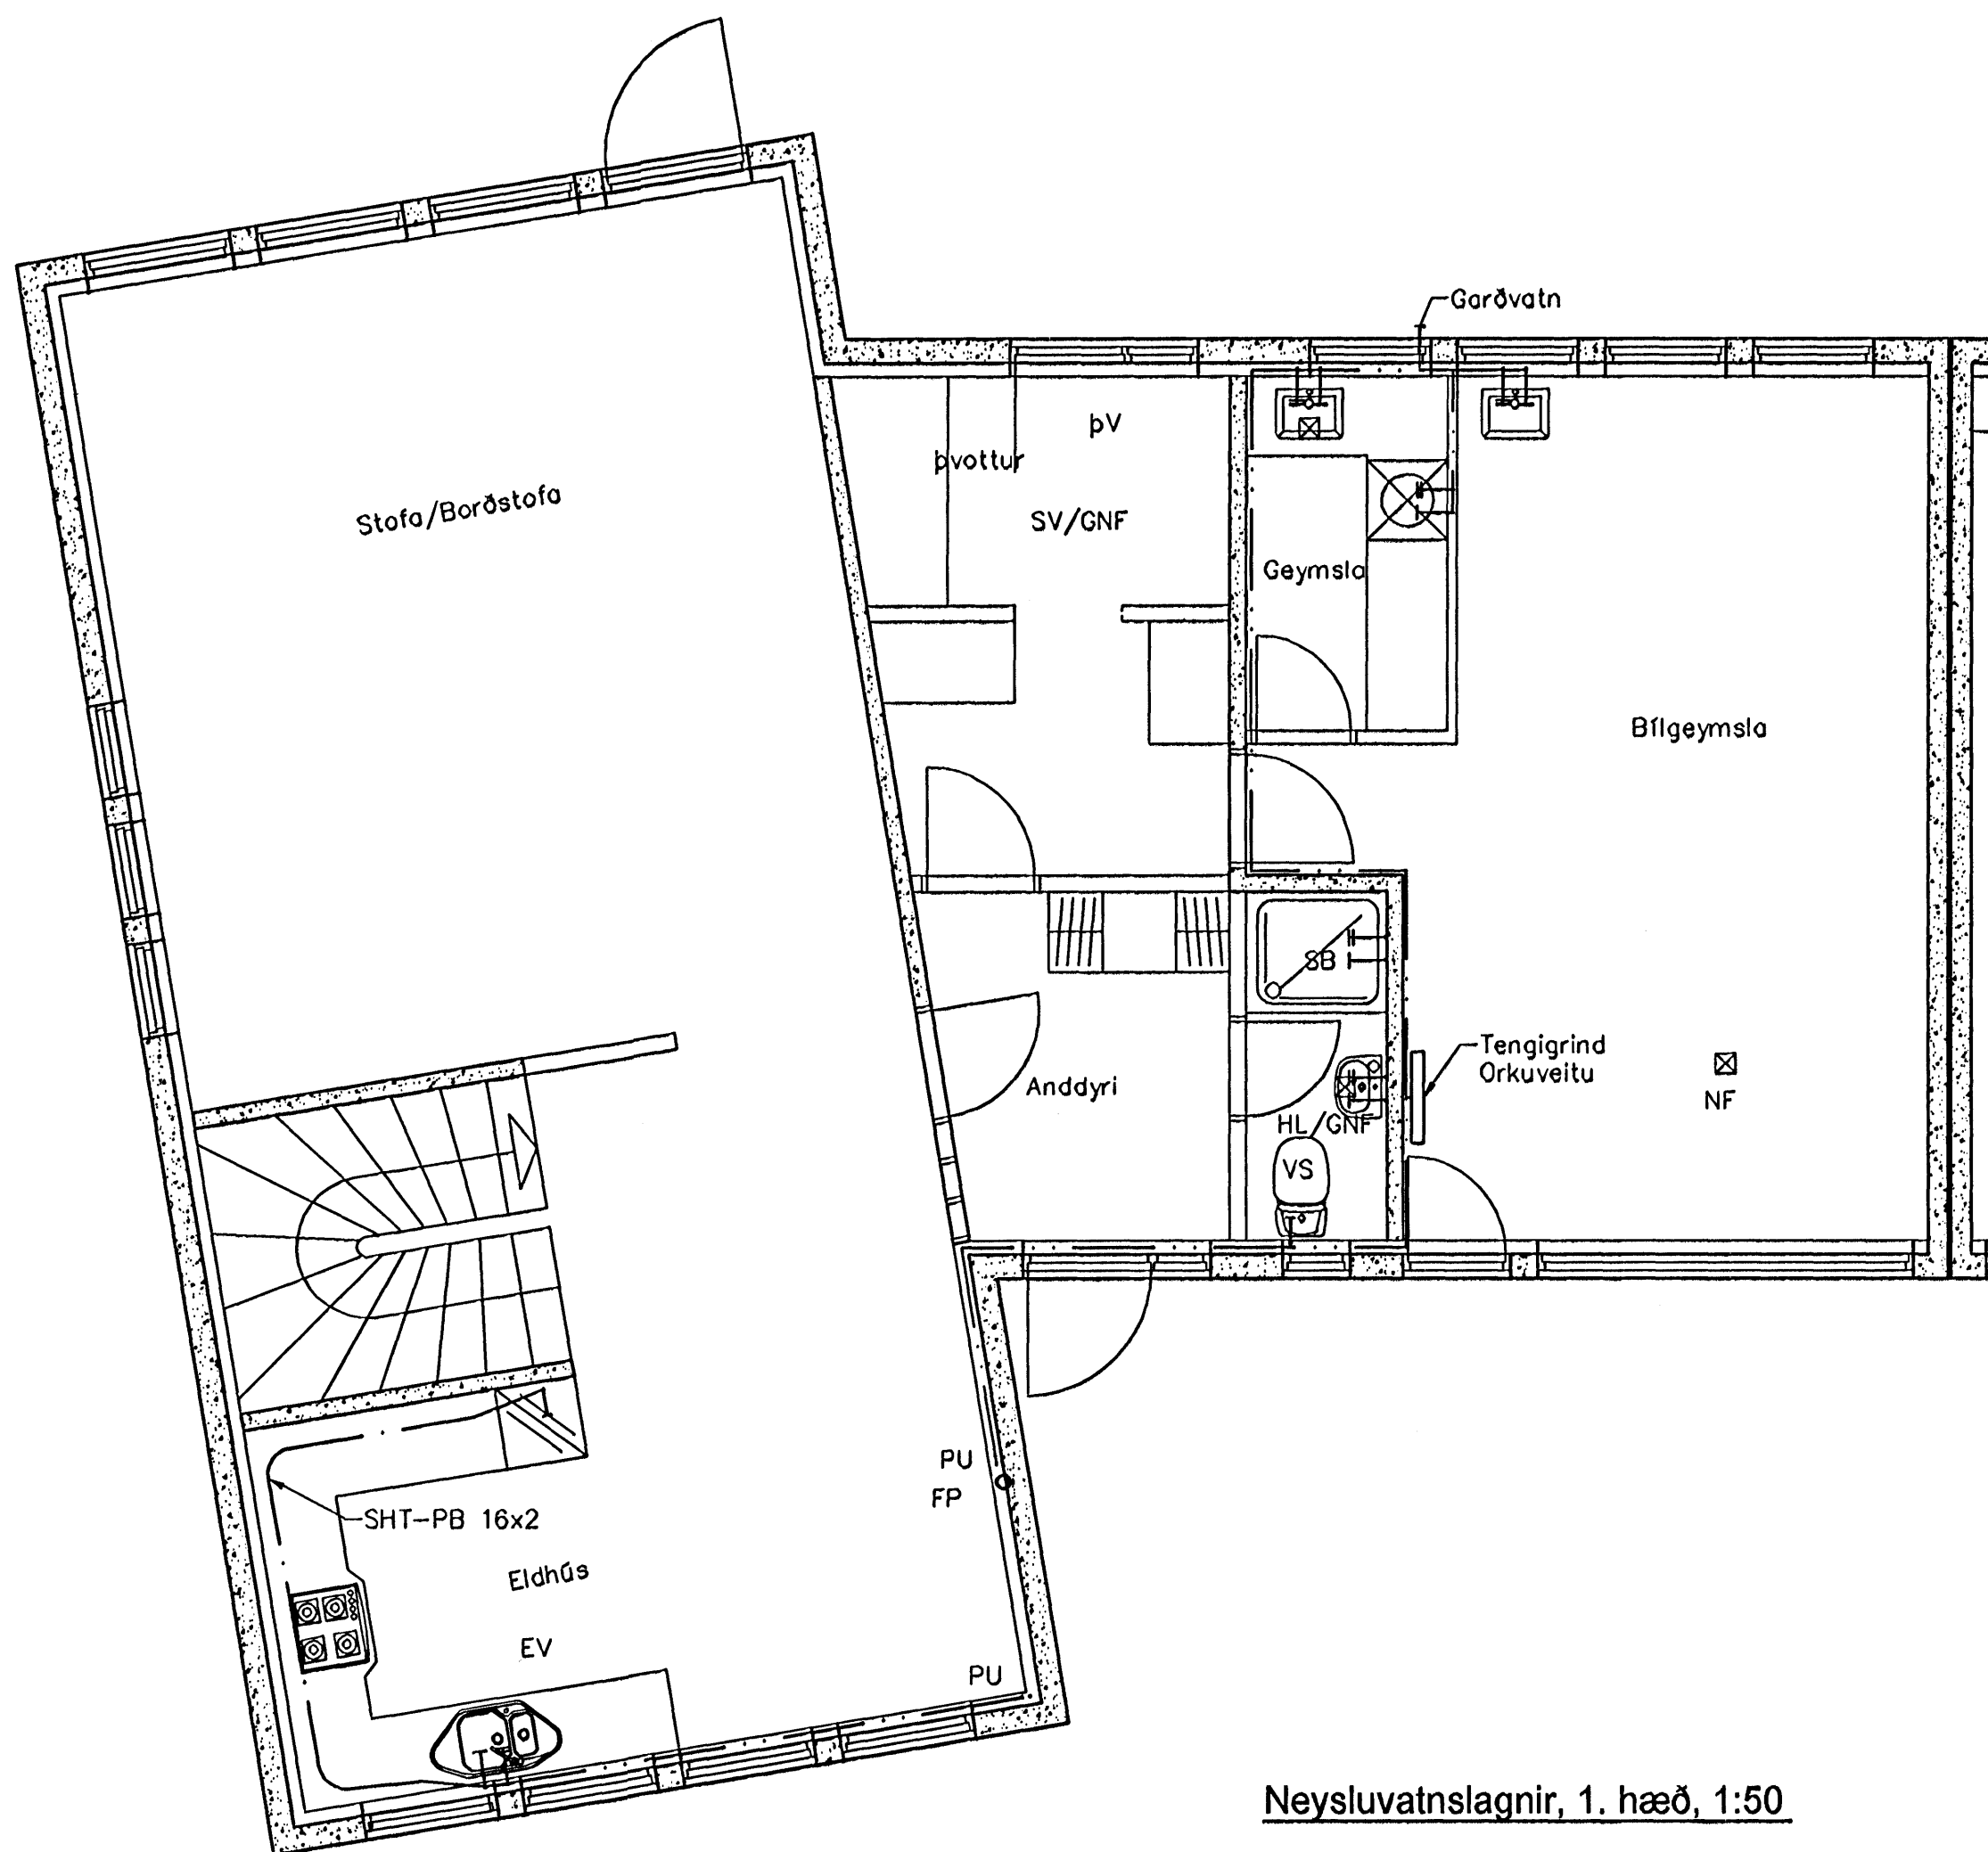 Garðvatn
þV
þvottur
Stofa/Borðstofa
SV/GNF
Geymsla
Bílgeymsla
SB
Tengigrind
Orkuveitu
Anddyri
NF
HL/GNF
VS
PU
FP
SHT-PB 16x2
Eldhús
EV
PU
Neysluvatnslagnir, 1. hæð, 1:50